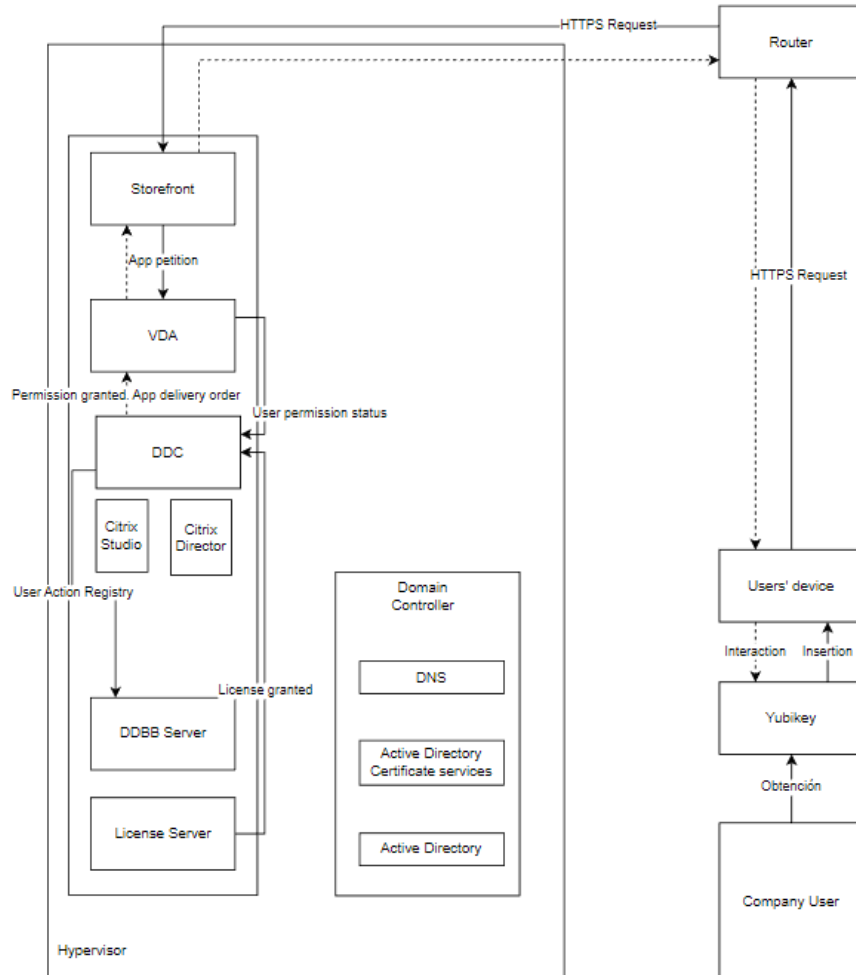 HTTPS Request
Router
Storefront
App petition
HTTPS Request
VDA
Permission granted. App delivery order
User permission status
DDC
Citrix
Studio
Citrix
Director
User Action Registry
Domain
Controller
Users' device
Interaction
Insertion
DNS
License granted
Yubikey
DDBB Server
Active Directory
Certificate services
Obtención
License Server
Active Directory
Company User
Hypervisor